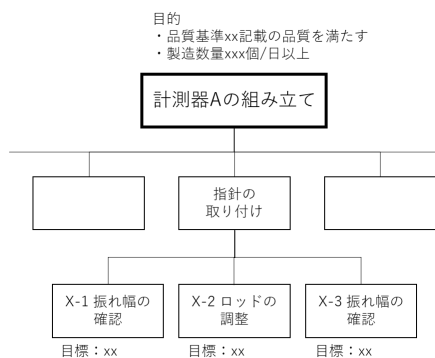 目的
・品質基準xx記載の品質を満たす
・製造数量xxx個/日以上
計測器Aの組み立て
指針の
取り付け
X-1 振れ幅の
確認
X-2 ロッドの
調整
X-3 振れ幅の
確認
目標：xx
目標：xx
目標：xx